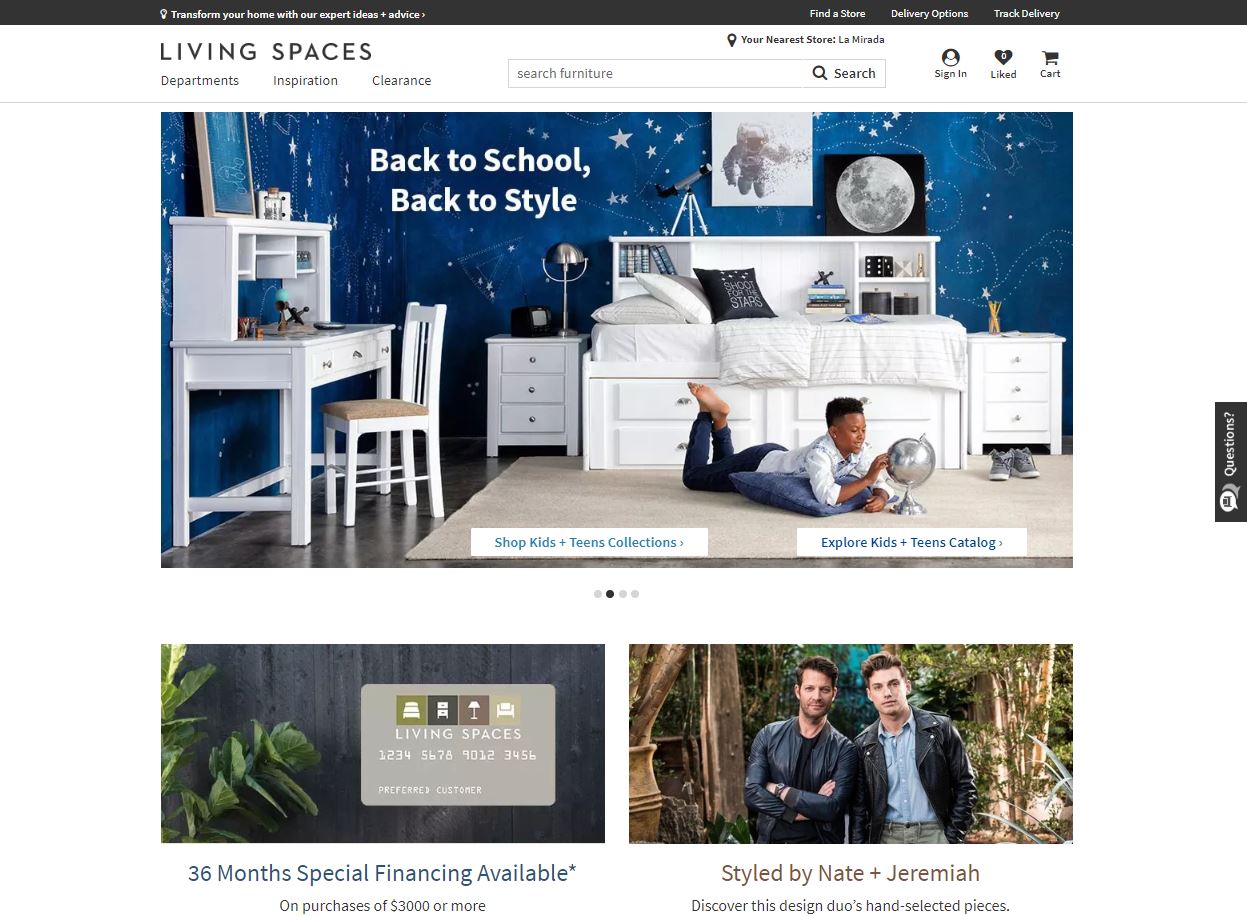 Transform your home with our expert ideas + advice ›
Find a Store
Delivery Options
Track Delivery
LIVING SPACES
Your Nearest Store: La Mirada
Departments
Inspiration
Clearance
search furniture
Search
Sign In
0
Liked
Cart
Back to School,
Back to Style
SHOOT
FOR THE
STARS
Shop Kids + Teens Collections ›
Explore Kids + Teens Catalog ›
Questions?
LIVING SPACES
1234 5678 9012 3456
PREFERRED CUSTOMER
36 Months Special Financing Available*
On purchases of $3000 or more
Styled by Nate + Jeremiah
Discover this design duo’s hand-selected pieces.